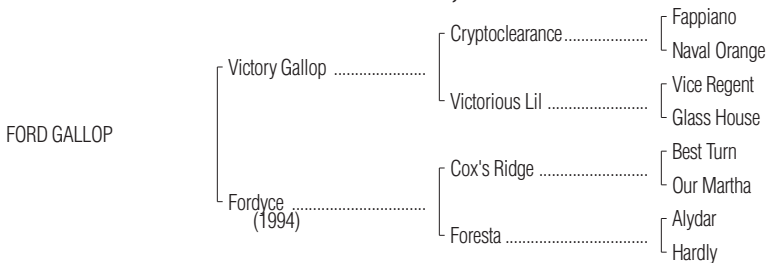 Fappiano
Cryptoclearance......................
Naval Orange
Victory Gallop ......................
Vice Regent
Victorious Lil ........................
Glass House
FORD GALLOP
Best Turn
Cox's Ridge ..........................
Our Martha
Fordyce ................................
(1994)
Alydar
Foresta ..................................
Hardly